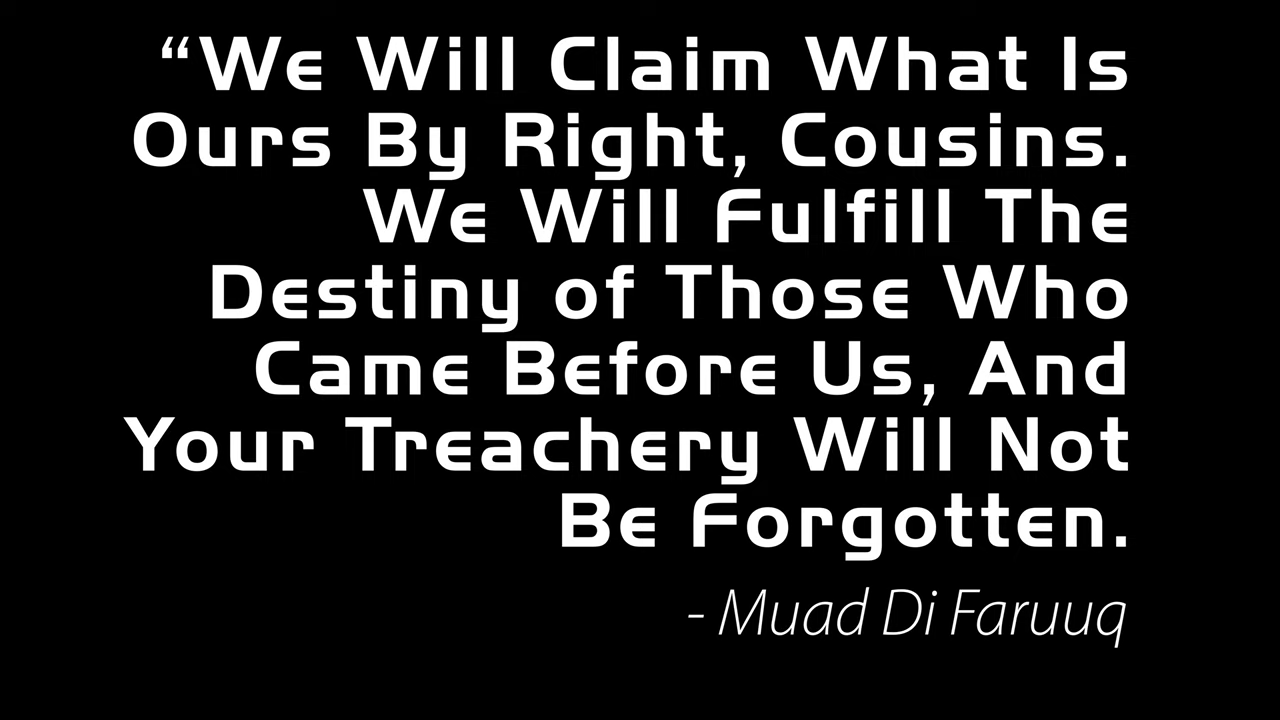 “We Will Claim What Is
Ours By Right, Cousins.
We Will Fulfill The
Destiny of Those Who
Came Before Us, And
Your Treachery Will Not
Be Forgotten.
- Muad Di Faruuq